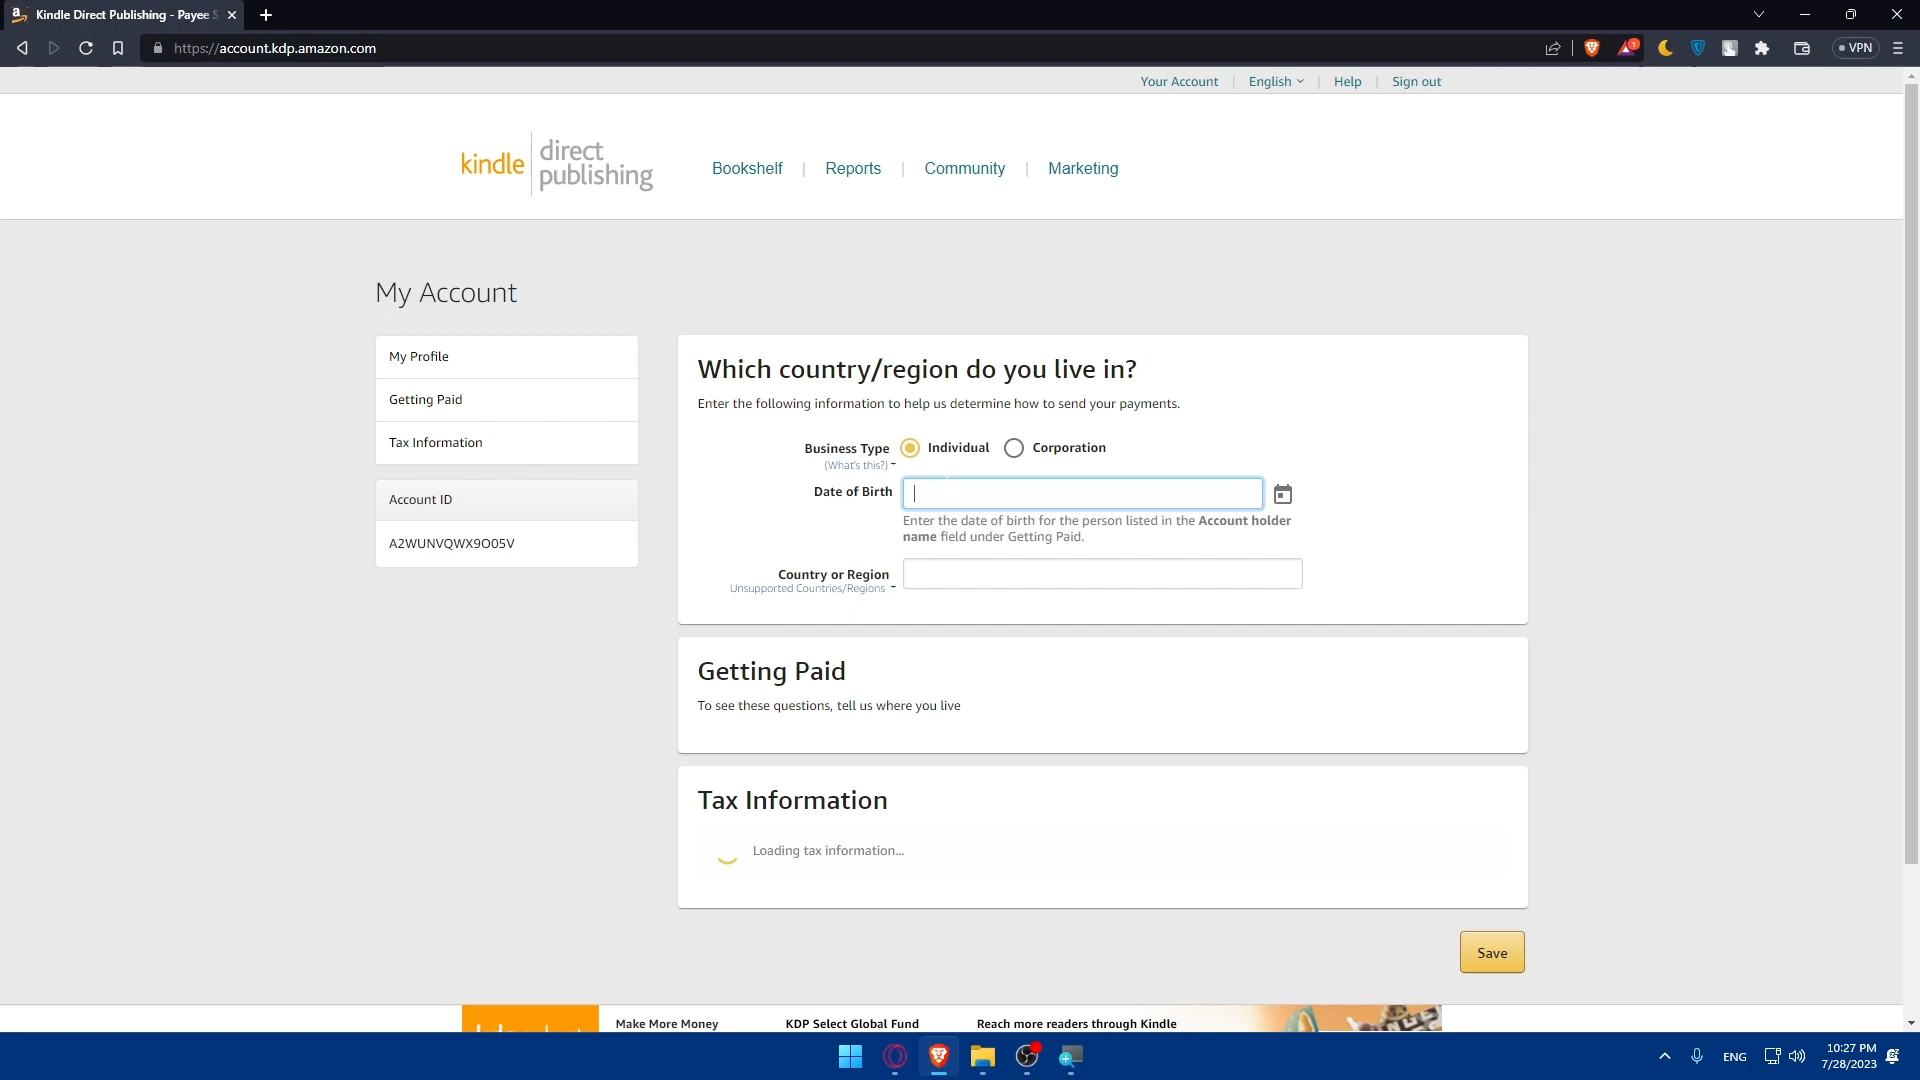 Kindle Direct Publishing - Payee S
https://account.kdp.amazon.com
1
VPN
Your Account
English
Help
Sign out
kindle direct publishing
Bookshelf
Reports
Community
Marketing
My Account
My Profile
Getting Paid
Tax Information
Account ID
A2WUNVQWX9O05V
Which country/region do you live in?
Enter the following information to help us determine how to send your payments.
Business Type
(What's this?)
Individual
Corporation
Date of Birth
Enter the date of birth for the person listed in the Account holder
name field under Getting Paid.
Country or Region
Unsupported Countries/Regions
Getting Paid
To see these questions, tell us where you live
Tax Information
Loading tax information...
Save
Make More Money
KDP Select Global Fund
Reach more readers through Kindle
ENG
10:27 PM
7/28/2023